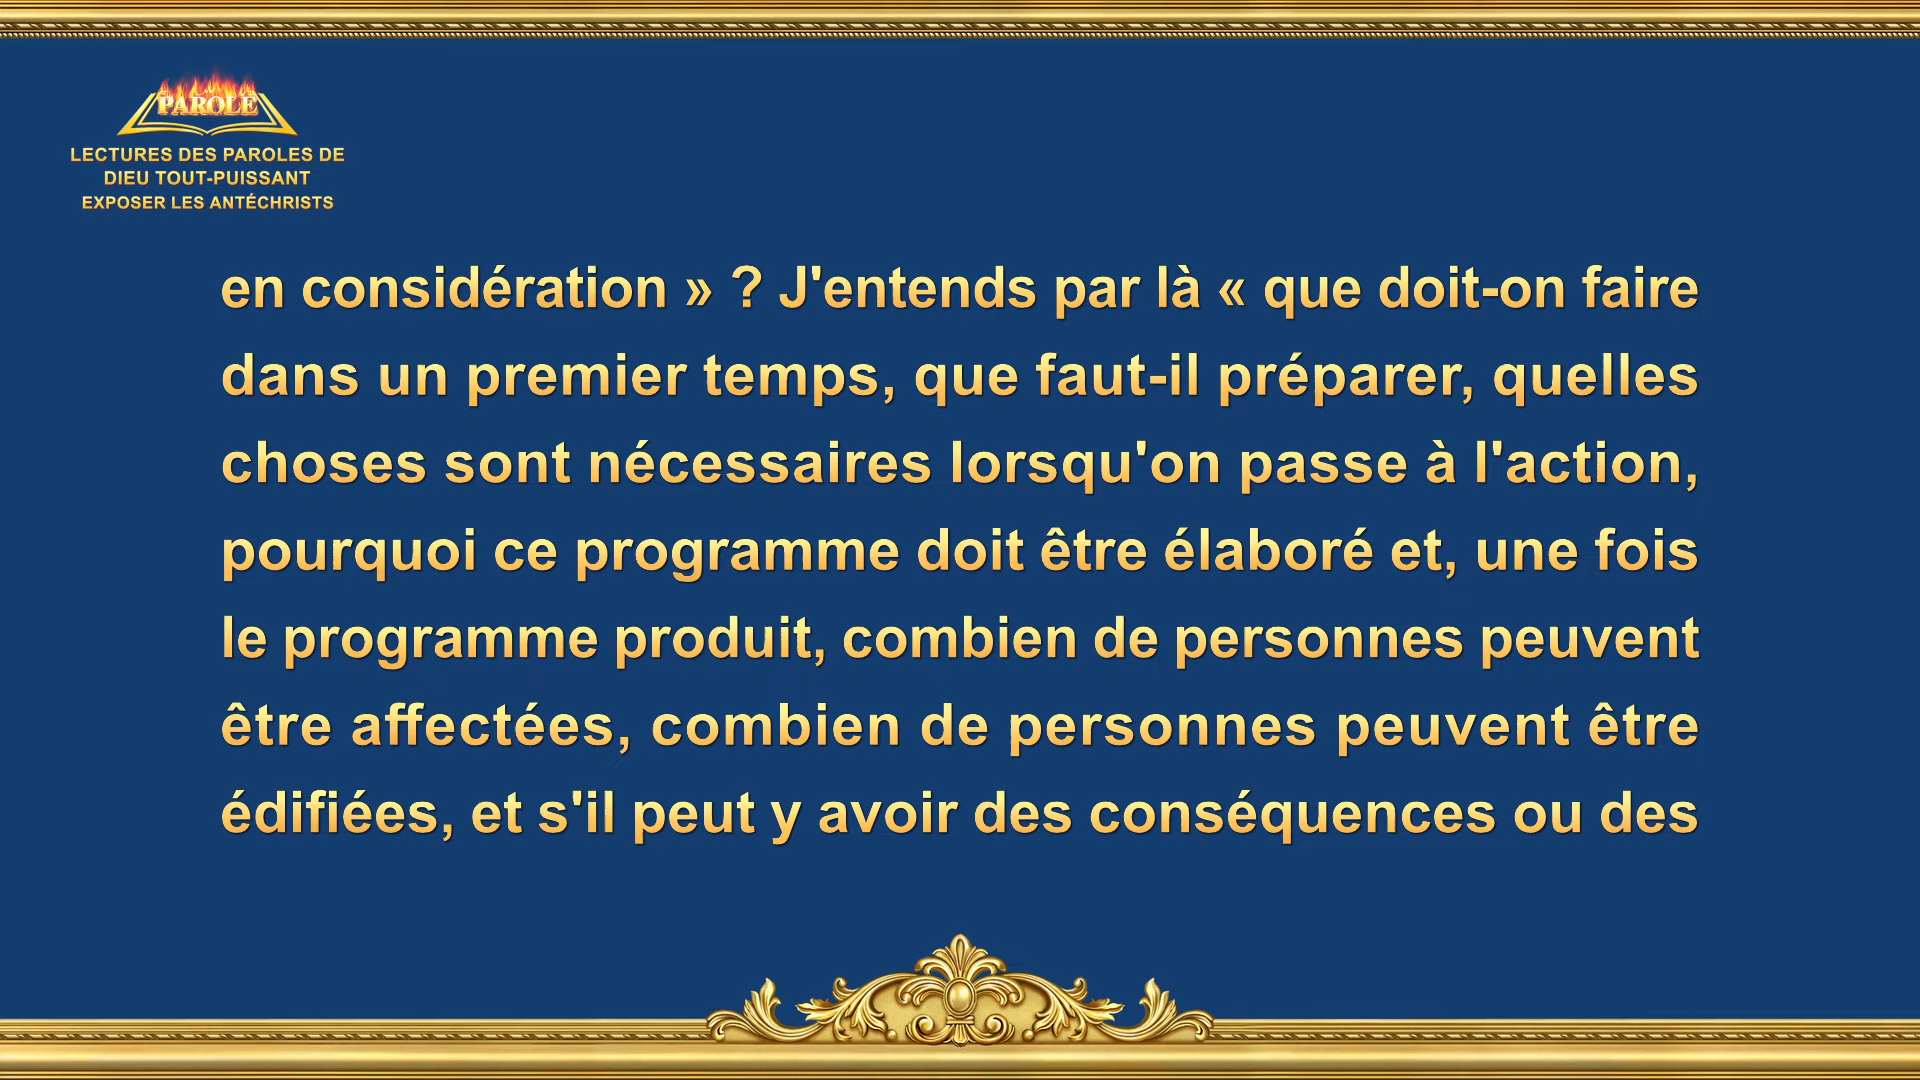 PAROLE
LECTURES DES PAROLES DE
DIEU TOUT-PUISSANT
EXPOSER LES ANTÉCHRISTS
en considération » ? J'entends par là « que doit-on faire
dans un premier temps, que faut-il préparer, quelles
choses sont nécessaires lorsqu'on passe à l'action,
pourquoi ce programme doit être élaboré et, une fois
le programme produit, combien de personnes peuvent
être affectées, combien de personnes peuvent être
édifiées, et s'il peut y avoir des conséquences ou des